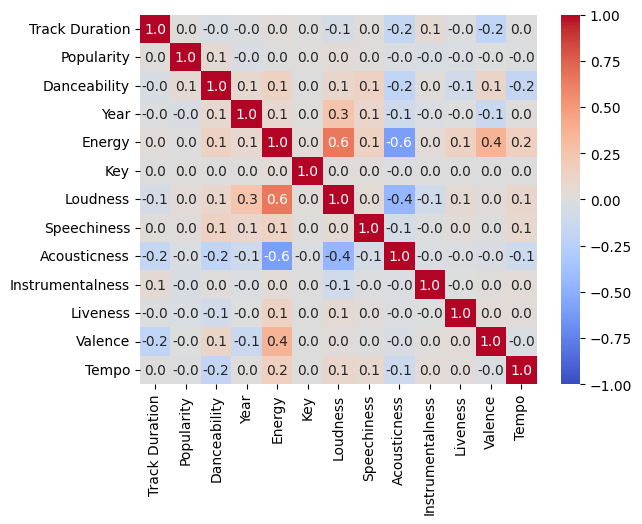 Track Duration 1.0 0.0 -0.0 -0.0 0.0 0.0 -0.1 0.0 -0.2 0.1 -0.0 -0.2 0.0
Popularity 0.0 1.0 0.1 -0.0 0.0 0.0 0.0 0.0 -0.0 -0.0 -0.0 -0.0 -0.0
Danceability -0.0 0.1 1.0 0.1 0.1 0.0 0.1 0.1 -0.2 0.0 -0.1 0.1 -0.2
Year -0.0 -0.0 0.1 1.0 0.1 0.0 0.3 0.1 -0.1 -0.0 -0.0 -0.1 0.0
Energy 0.0 0.0 0.1 0.1 1.0 0.0 0.6 0.1 -0.6 0.0 0.1 0.4 0.2
Key 0.0 0.0 0.0 0.0 0.0 1.0 0.0 0.0 -0.0 0.0 0.0 0.0 0.0
Loudness -0.1 0.0 0.1 0.3 0.6 0.0 1.0 0.0 -0.4 -0.1 0.1 0.0 0.1
Speechiness 0.0 0.0 0.1 0.1 0.1 0.0 0.0 1.0 -0.1 -0.0 0.0 0.0 0.1
Acousticness -0.2 -0.0 -0.2 -0.1 -0.6 -0.0 -0.4 -0.1 1.0 -0.0 -0.0 -0.0 -0.1
Instrumentalness 0.1 -0.0 0.0 -0.0 0.0 0.0 -0.1 -0.0 -0.0 1.0 -0.0 0.0 0.0
Liveness -0.0 -0.0 -0.1 -0.0 0.1 0.0 0.1 0.0 -0.0 -0.0 1.0 0.0 0.0
Valence -0.2 -0.0 0.1 -0.1 0.4 0.0 0.0 0.0 -0.0 0.0 0.0 1.0 -0.0
Tempo 0.0 -0.0 -0.2 0.0 0.2 0.0 0.1 0.1 -0.1 0.0 0.0 -0.0 1.0
Track Duration
Popularity
Danceability
Year
Energy
Key
Loudness
Speechiness
Acousticness
Instrumentalness
Liveness
Valence
Tempo
1.00
0.75
0.50
0.25
0.00
−0.25
−0.50
−0.75
−1.00